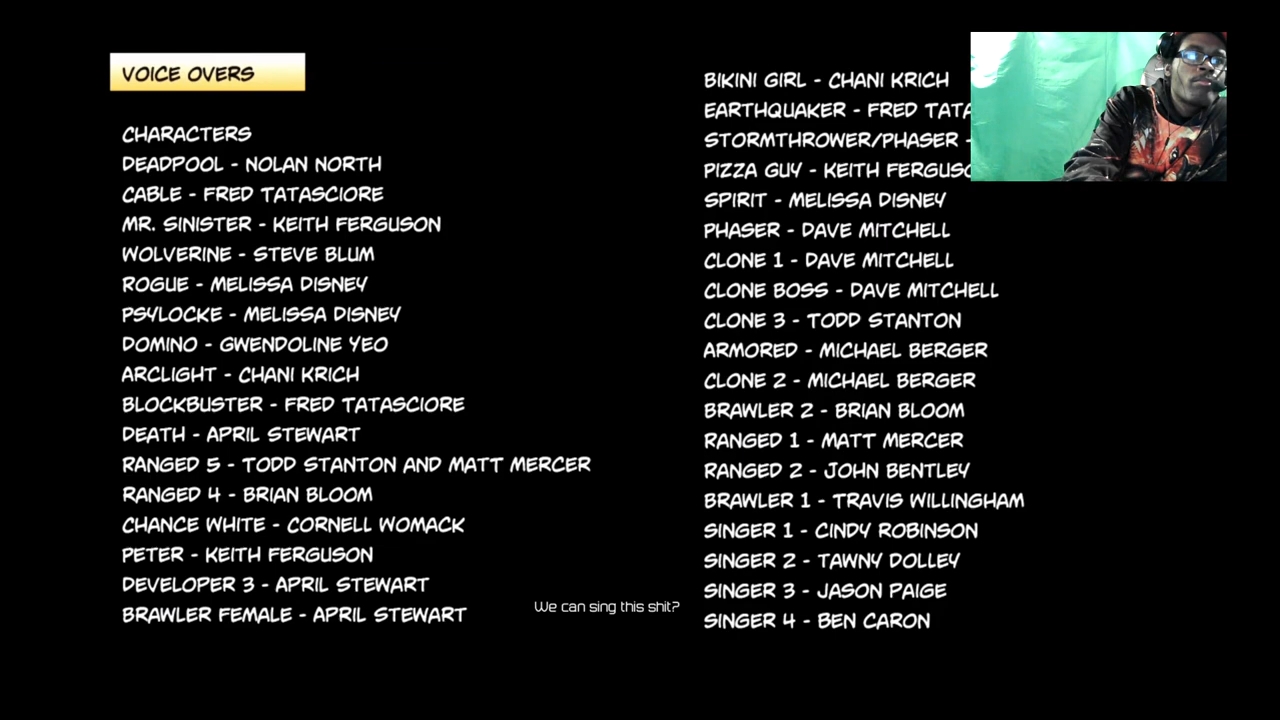 VOICE OVERS
CHARACTERS
DEADPOOL - NOLAN NORTH
CABLE - FRED TATASCIORE
MR. SINISTER - KEITH FERGUSON
WOLVERINE - STEVE BLUM
ROGUE - MELISSA DISNEY
PSYLOCKE - MELISSA DISNEY
DOMINO - GWENDOLINE YEO
ARCLIGHT - CHANI KRICH
BLOCKBUSTER - FRED TATASCIORE
DEATH - APRIL STEWART
RANGED 5 - TODD STANTON AND MATT MERCER
RANGED 4 - BRIAN BLOOM
CHANCE WHITE - CORNELL WOMACK
PETER - KEITH FERGUSON
DEVELOPER 3 - APRIL STEWART
BRAWLER FEMALE - APRIL STEWART
We can sing this shit?
BIKINI GIRL - CHANI KRICH
EARTHQUAKER - FRED TATA
STORMTHROWER/PHASER -
PIZZA GUY - KEITH FERGUSO
SPIRIT - MELISSA DISNEY
PHASER - DAVE MITCHELL
CLONE 1 - DAVE MITCHELL
CLONE BOSS - DAVE MITCHELL
CLONE 3 - TODD STANTON
ARMORED - MICHAEL BERGER
CLONE 2 - MICHAEL BERGER
BRAWLER 2 - BRIAN BLOOM
RANGED 1 - MATT MERCER
RANGED 2 - JOHN BENTLEY
BRAWLER 1 - TRAVIS WILLINGHAM
SINGER 1 - CINDY ROBINSON
SINGER 2 - TAWNY DOLLEY
SINGER 3 - JASON PAIGE
SINGER 4 - BEN CARON